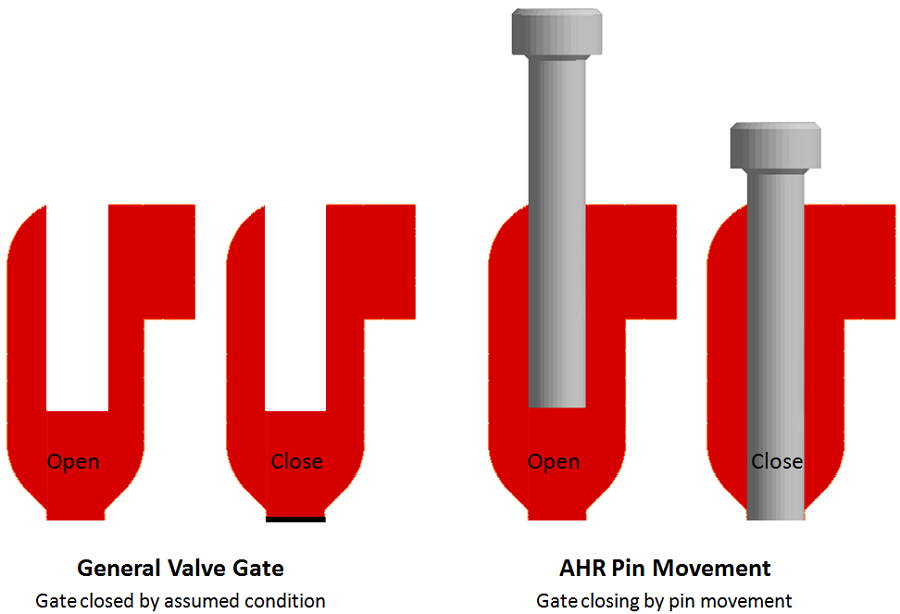 Open
Close
Open
Close
General Valve Gate
Gate closed by assumed condition
AHR Pin Movement
Gate closing by pin movement